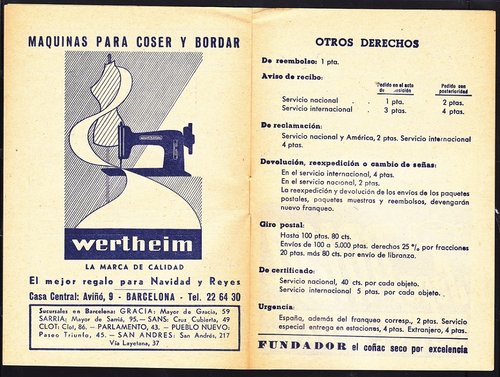 MAQUINAS PARA COSER Y BORDAR
wertheim
LA MARCA DE CALIDAD
El mejor regalo para Navidad y Reyes
Casa Central: Aviñó, 9 - BARCELONA - Tel. 22 64 30
Sucursales en Barcelona: GRACIA: Mayor de Gracia, 59
SARRIA: Mayor de Sarriá, 95.- SANS: Cruz Cubierta, 49
CLOT: Clot, 86. - PARLAMENTO, 43. - PUEBLO NUEVO:
Paseo Triunfo, 45. - SAN ANDRES: San Andrés, 217
Vía Layetana, 37
OTROS DERECHOS
De reembolso: 1 pta.
Aviso de recibo:
Pedido en el acto Pedido con
de posterioridad
Servicio nacional . 1 pta. 2 ptas.
Servicio internacional . 3 ptas. 4 ptas.
De reclamación:
Servicio nacional y América, 2 ptas. Servicio internacional
4 ptas.
Devolución, reexpedición o cambio de señas:
En el servicio internacional, 4 ptas.
En el servicio nacional, 2 ptas.
La reexpedición y devolución de los envíos de los paquetes
postales, paquetes muestras y reembolsos, devengarán
nuevo franqueo.
Giro postal:
Hasta 100 ptas. 80 cts.
Envíos de 100 a 5.000 ptas. derechos 25 °/o por fracciones
20 ptas. más 80 cts. por envío de libranza.
De certificado:
Servicio nacional, 40 cts. por cada objeto.
Servicio internacional 5 ptas. por cada objeto.
Urgencia:
España, además del franqueo corresp., 2 ptas. Servicio
especial entrega en estaciones, 4 ptas. Extranjero, 4 ptas.
FUNDADOR el coñac seco por excelencia